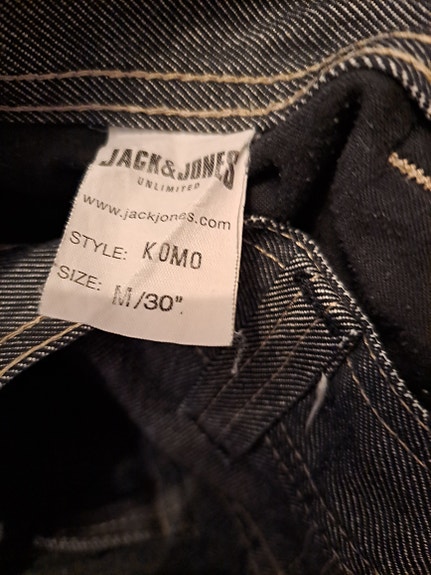 JACK&JONES
UNLIMITED
www.jackjones.com
STYLE: KOMO
SIZE: M/30".